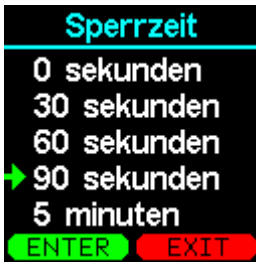 Sperrzeit
0 sekunden
30 sekunden
60 sekunden
90 sekunden
5 minuten
ENTER EXIT